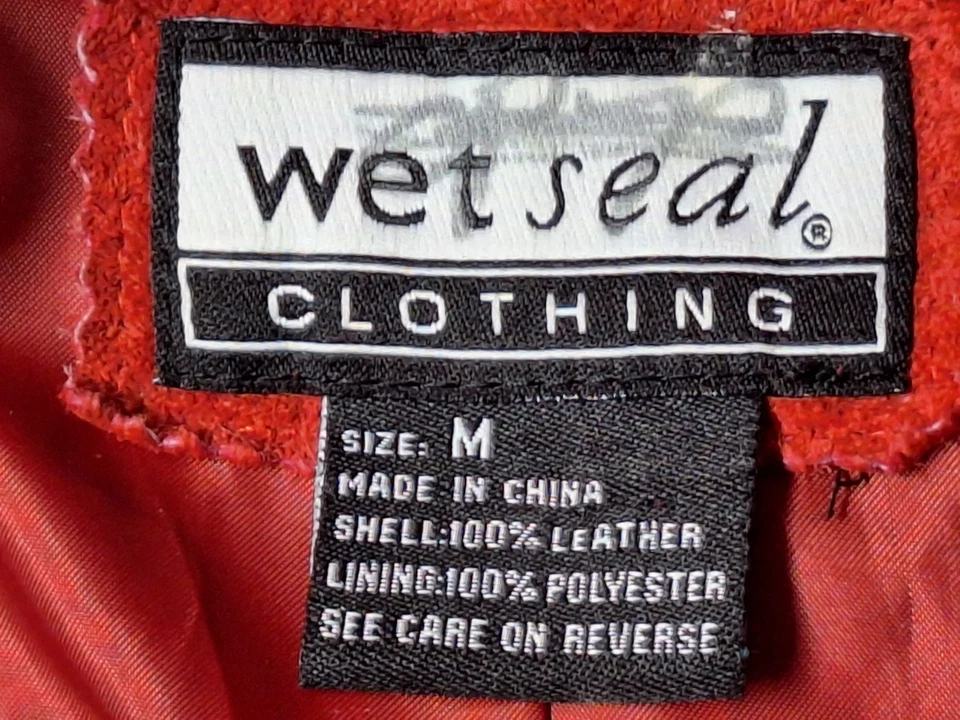 wet seal®
CLOTHING
SIZE: M
MADE IN CHINA
SHELL:100% LEATHER
LINING:100% POLYESTER
SEE CARE ON REVERSE